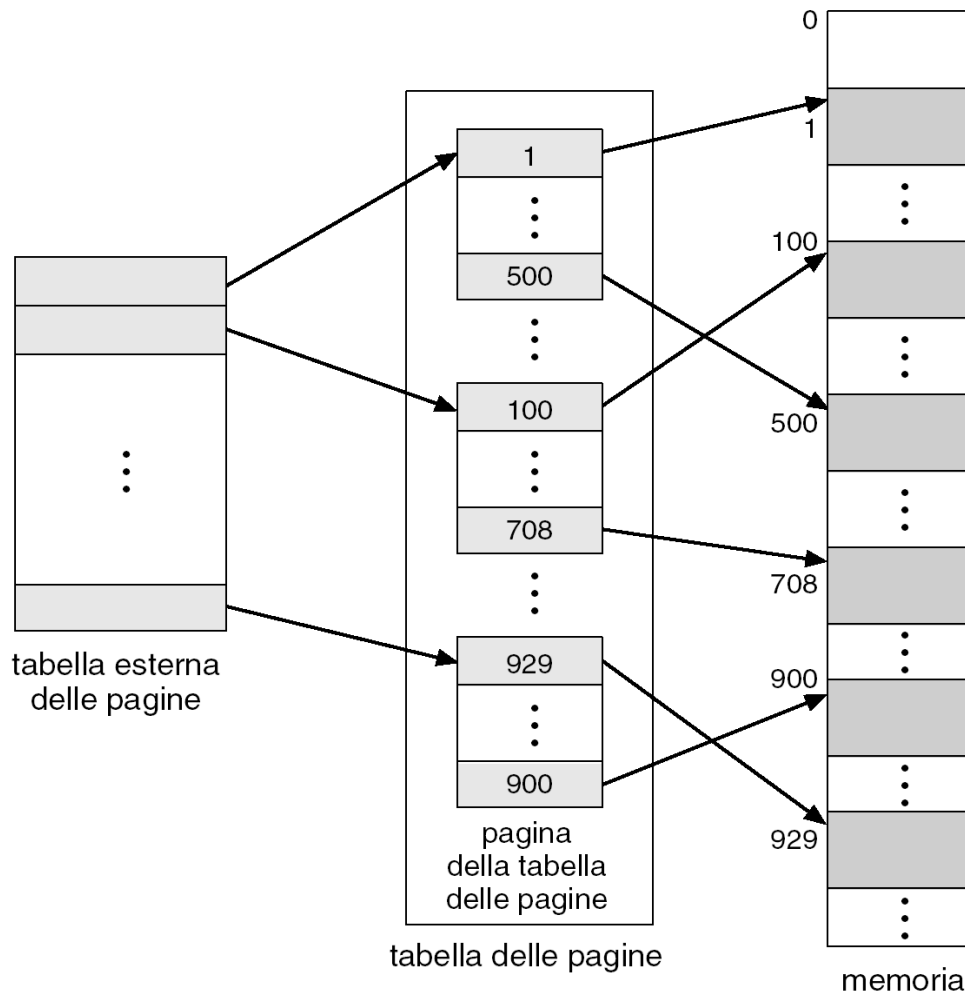 tabella esterna
delle pagine
1
500
100
708
929
900
pagina
della tabella
delle pagine
tabella delle pagine
0
1
100
500
708
900
929
memoria